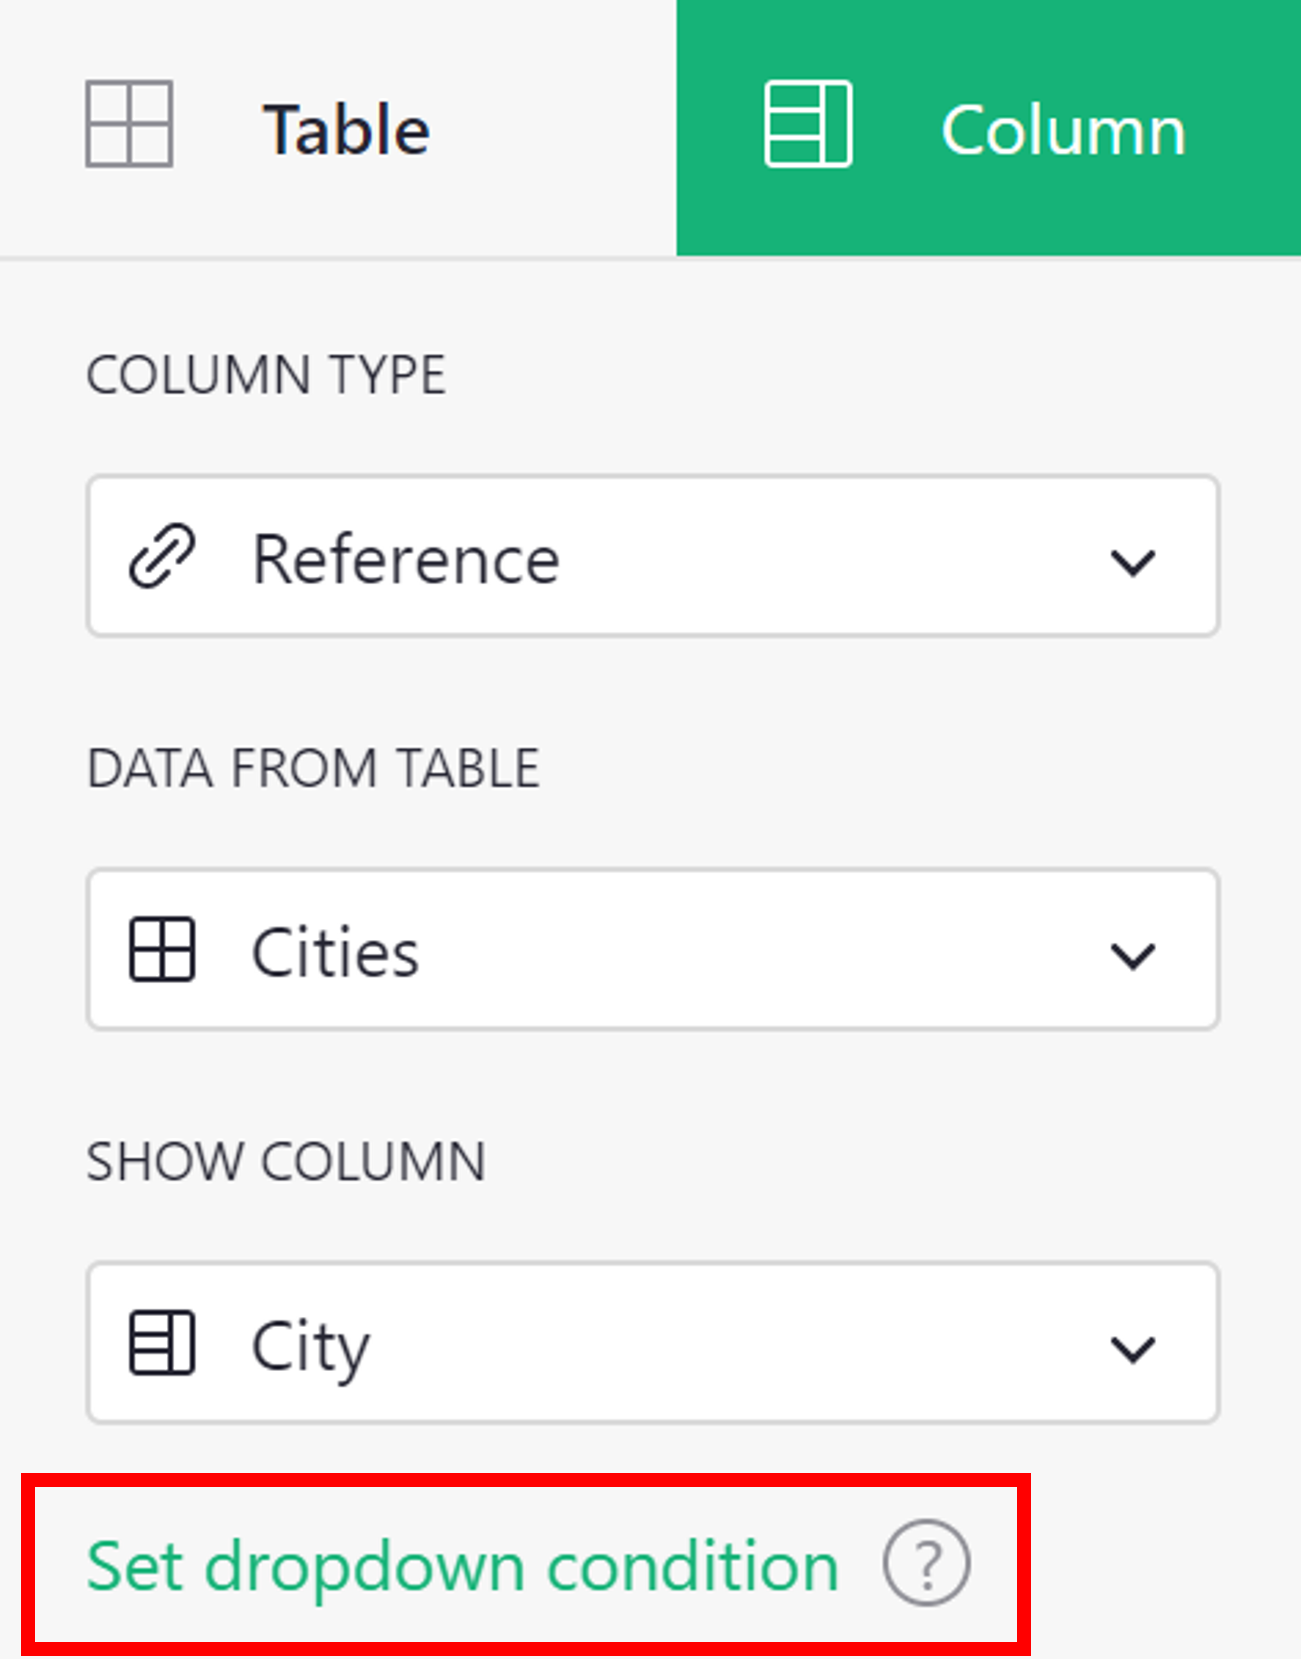 Table Column
COLUMN TYPE
Reference
DATA FROM TABLE
Cities
SHOW COLUMN
City
Set dropdown condition ?